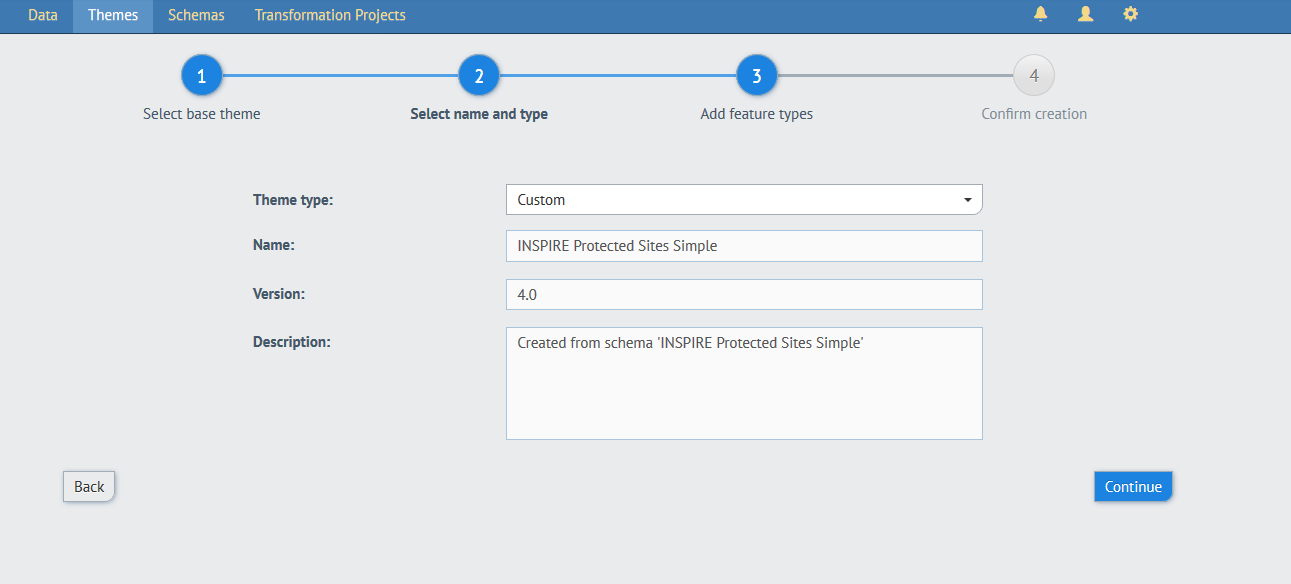 Data Themes Schemas Transformation Projects
1 2 3 4
Select base theme Select name and type Add feature types Confirm creation
Theme type: Custom
Name: INSPIRE Protected Sites Simple
Version: 4.0
Description: Created from schema 'INSPIRE Protected Sites Simple'
Back Continue